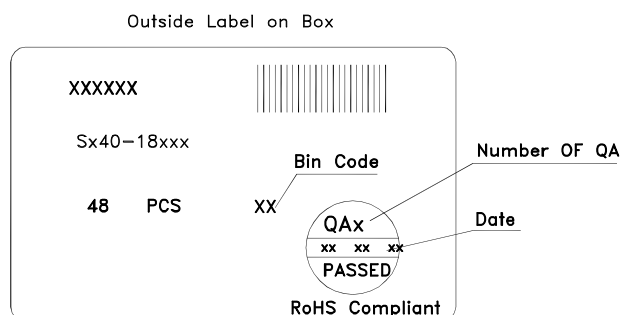 Outside Label on Box
XXXXXX
Sx40-18xxx
Bin Code
Number OF QA
48 PCS XX
QAx
Date
xx xx xx
PASSED
RoHS Compliant